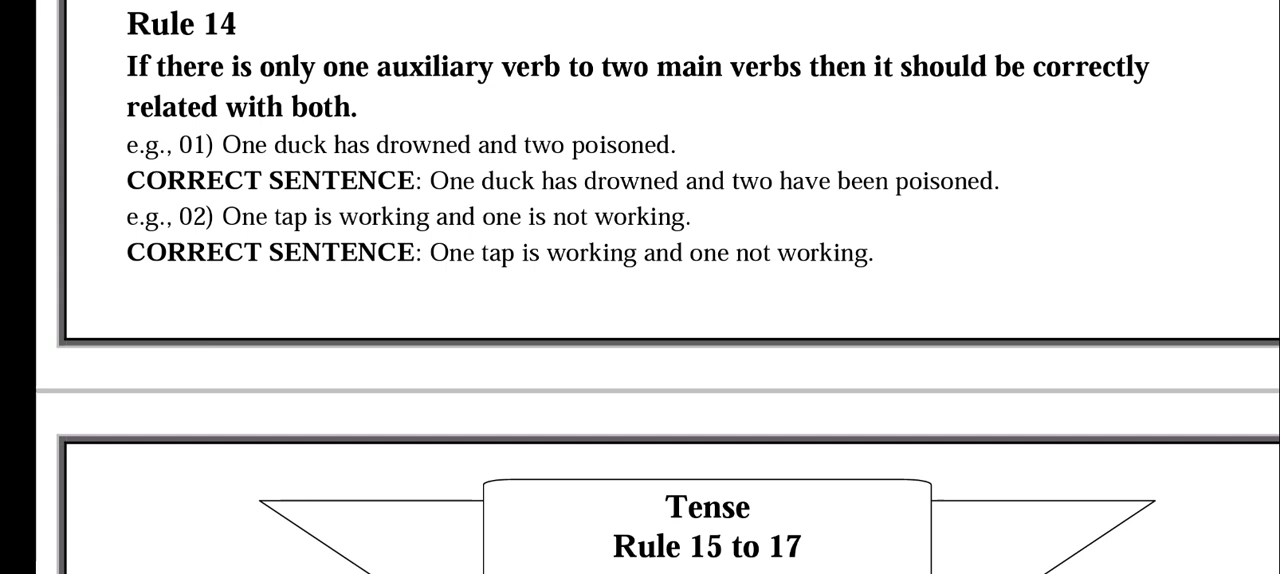 Rule 14
If there is only one auxiliary verb to two main verbs then it should be correctly
related with both.
e.g., 01) One duck has drowned and two poisoned.
CORRECT SENTENCE: One duck has drowned and two have been poisoned.
e.g., 02) One tap is working and one is not working.
CORRECT SENTENCE: One tap is working and one not working.
Tense
Rule 15 to 17